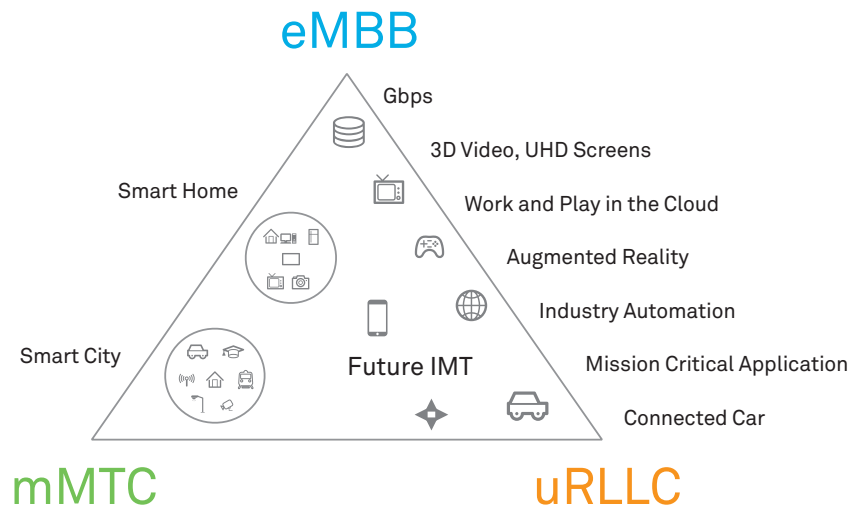 eMBB
Gbps
3D Video, UHD Screens
Smart Home
Work and Play in the Cloud
Augmented Reality
Industry Automation
Smart City
Future IMT
Mission Critical Application
Connected Car
mMTC
uRLLC